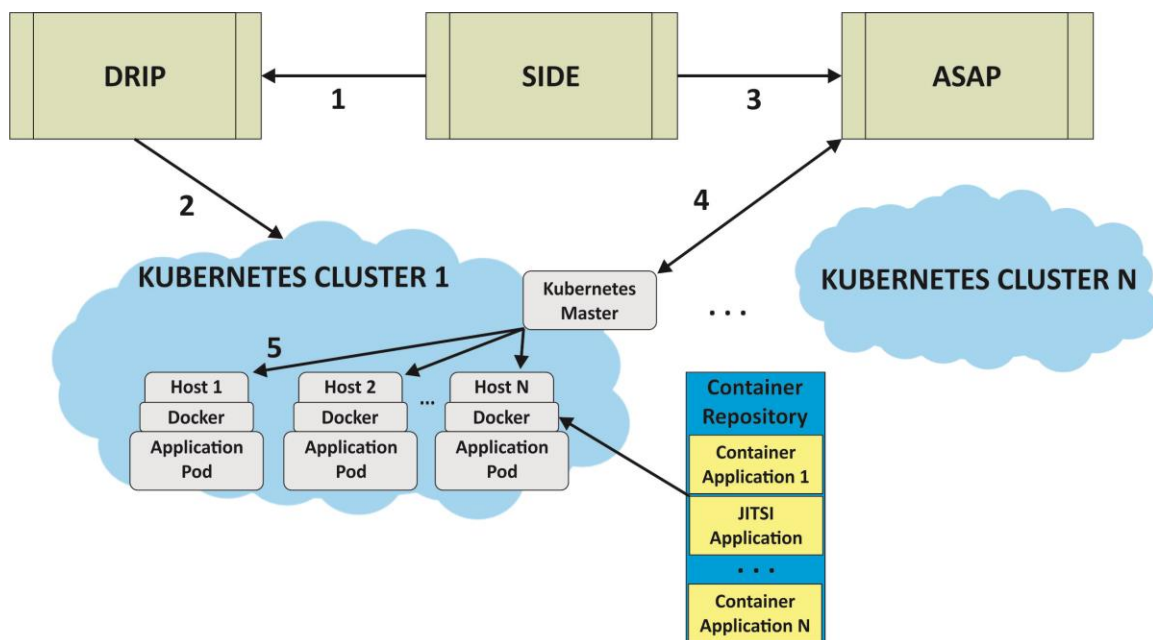 DRIP
SIDE
ASAP
1
3
2
4
KUBERNETES CLUSTER 1
KUBERNETES CLUSTER N
Kubernetes
Master
. . .
5
Host 1
Host 2
...
Host N
Docker
Docker
Docker
Application
Pod
Application
Pod
Application
Pod
Container
Repository
Container
Application 1
JITSI
Application
. . .
Container
Application N